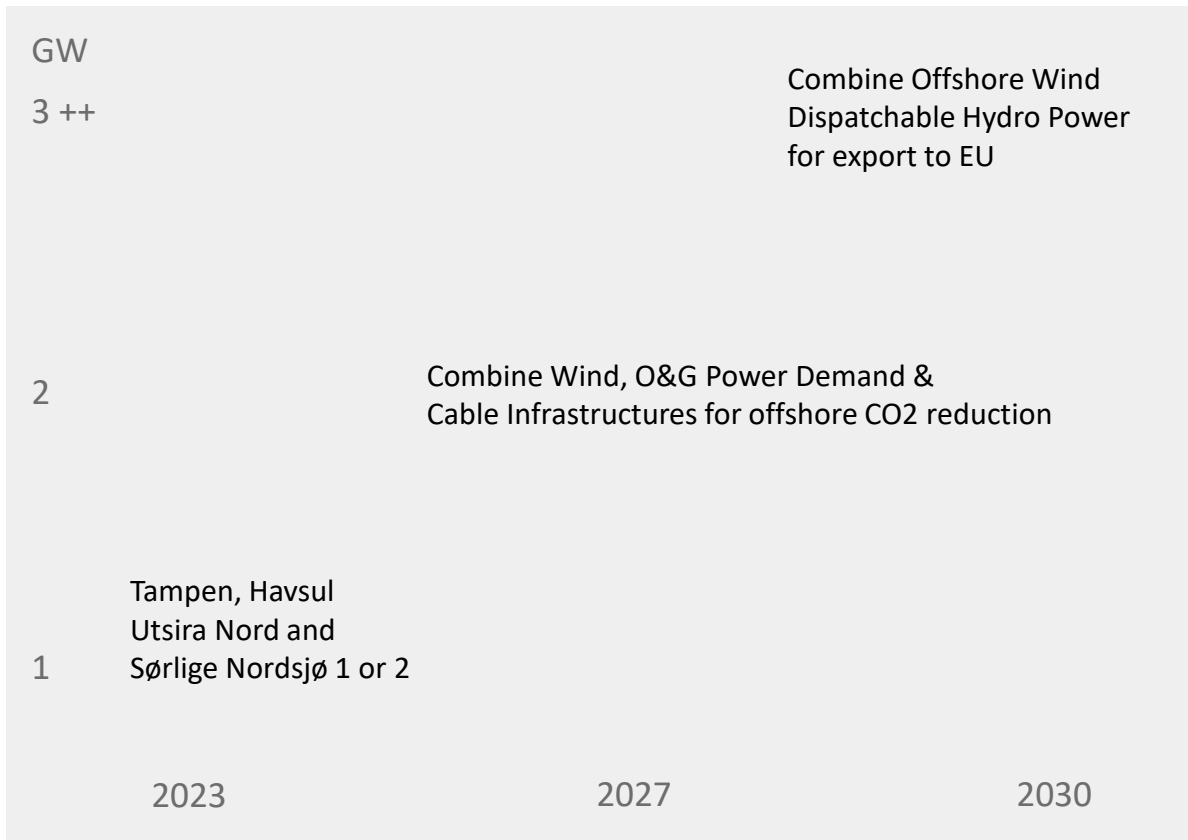 GW
3 ++
Combine Offshore Wind
Dispatchable Hydro Power
for export to EU
2
Combine Wind, O&G Power Demand &
Cable Infrastructures for offshore CO2 reduction
Tampen, Havsul
Utsira Nord and
Sørlige Nordsjø 1 or 2
1
2023
2027
2030